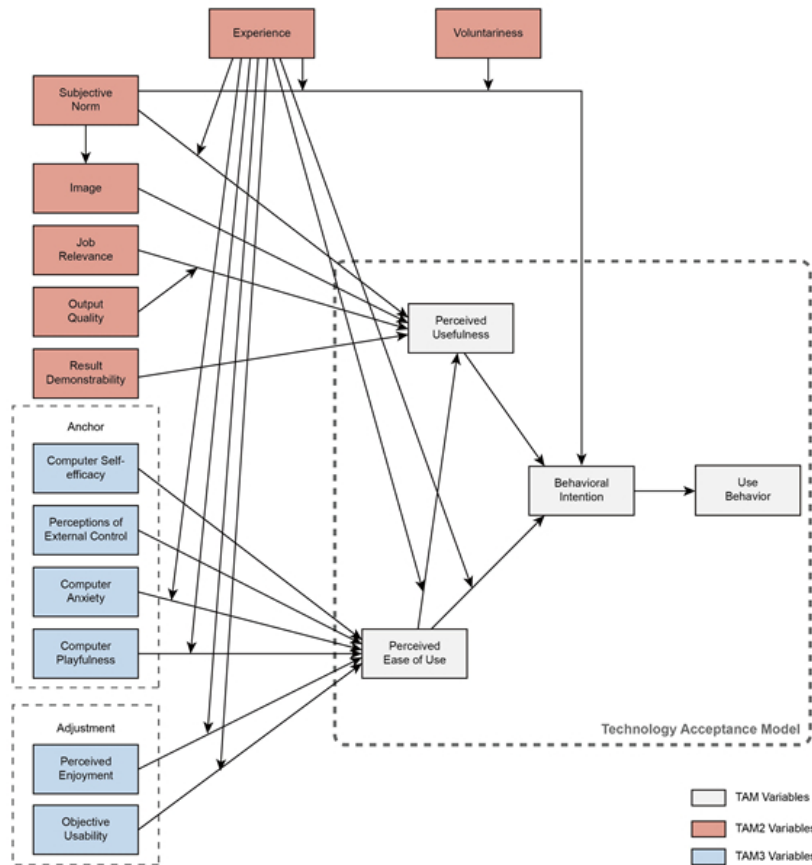 Experience
Voluntariness
Subjective
Norm
Image
Job
Relevance
Output
Quality
Result
Demonstrability
Perceived
Usefulness
Anchor
Computer Self-
efficacy
Perceptions of
External Control
Computer
Anxiety
Computer
Playfulness
Behavioral
Intention
Use
Behavior
Perceived
Ease of Use
Technology Acceptance Model
Adjustment
Perceived
Enjoyment
Objective
Usability
TAM Variables
TAM2 Variables
TAM3 Variables